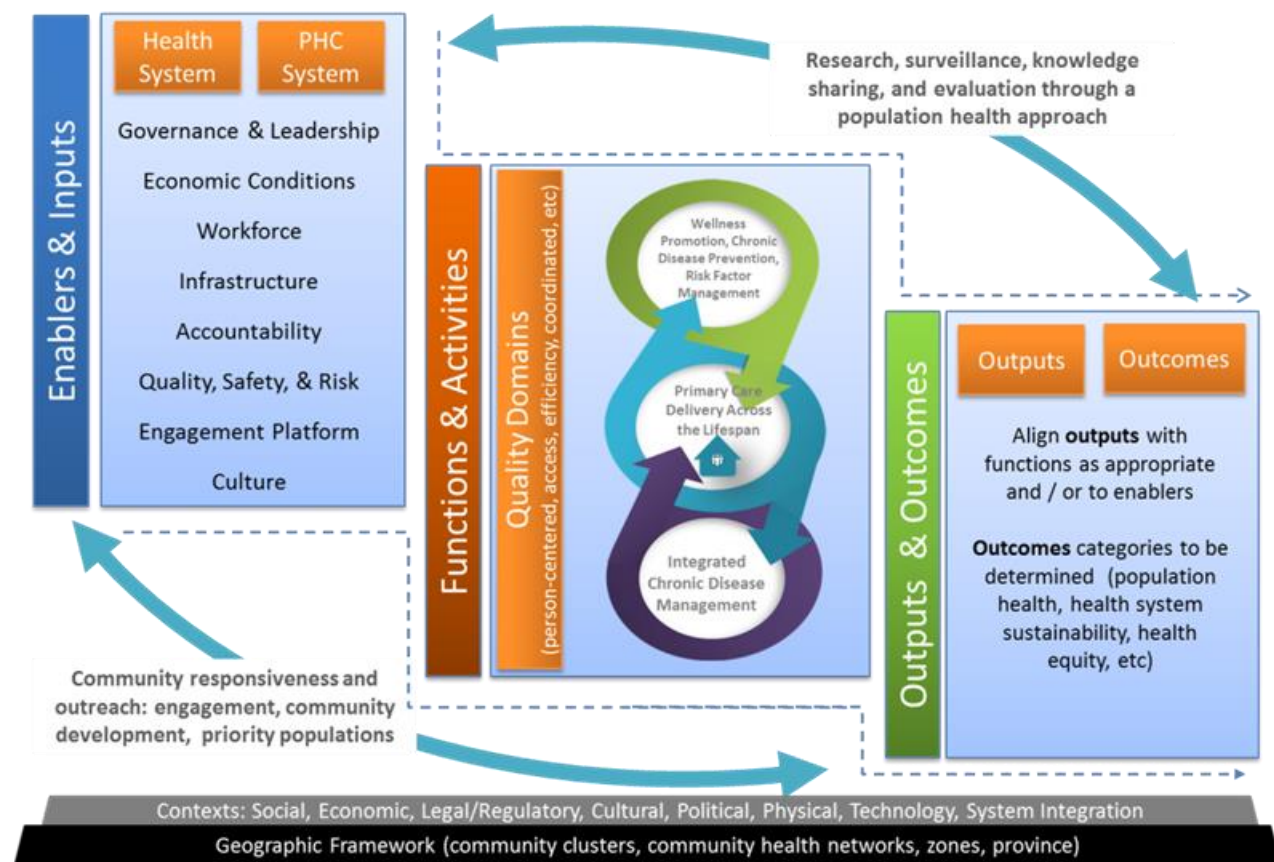 Enablers & Inputs
Health
System
PHC
System
Governance & Leadership
Economic Conditions
Workforce
Infrastructure
Accountability
Quality, Safety, & Risk
Engagement Platform
Culture
Research, surveillance, knowledge
sharing, and evaluation through a
population health approach
Functions & Activities
Quality Domains
(person-centered, access, efficiency, coordinated, etc)
Wellness
Promotion, Chronic
Disease Prevention,
Risk Factor
Management
Primary Care
Delivery Across
the Lifespan
Integrated
Chronic Disease
Management
Outputs & Outcomes
Outputs
Outcomes
Align outputs with
functions as appropriate
and / or to enablers
Outcomes categories to be
determined (population
health, health system
sustainability, health
equity, etc)
Community responsiveness and
outreach: engagement, community
development, priority populations
Contexts: Social, Economic, Legal/Regulatory, Cultural, Political, Physical, Technology, System Integration
Geographic Framework (community clusters, community health networks, zones, province)